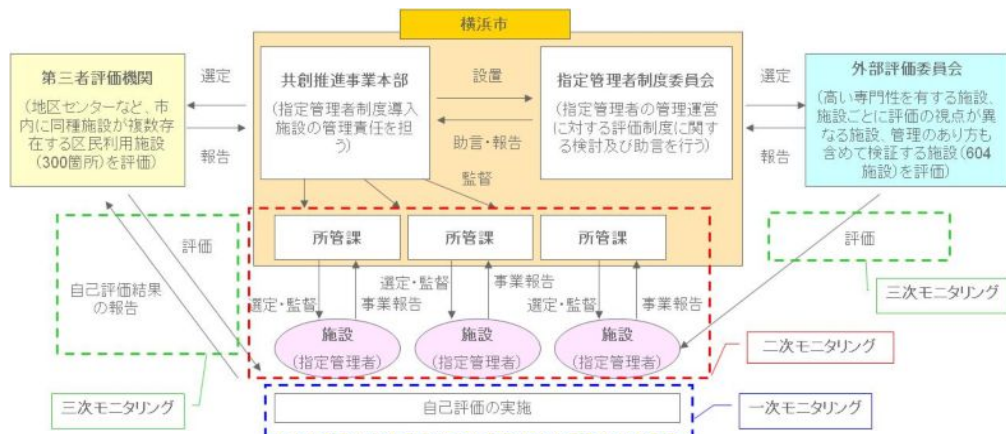 横浜市
第三者評価機関
(地区センターなど、市
内に同種施設が複数存
在する区民利用施設
(300箇所)を評価)
選定
報告
共創推進事業本部
(指定管理者制度導入
施設の管理責任を担
う)
設置
助言・報告
監督
指定管理者制度委員会
(指定管理者の管理運営
に対する評価制度に関す
る検討及び助言を行う)
選定
報告
外部評価委員会
(高い専門性を有する施設、
施設ごとに評価の視点が
異なる施設、管理のあり方も
含めて検証する施設(604
施設)を評価)
所管課
所管課
所管課
評価
自己評価結果
の報告
選定・監督
事業報告
選定・監督
事業報告
選定・監督
事業報告
評価
三次モニタリング
施設
(指定管理者)
施設
(指定管理者)
施設
(指定管理者)
二次モニタリング
三次モニタリング
自己評価の実施
一次モニタリング